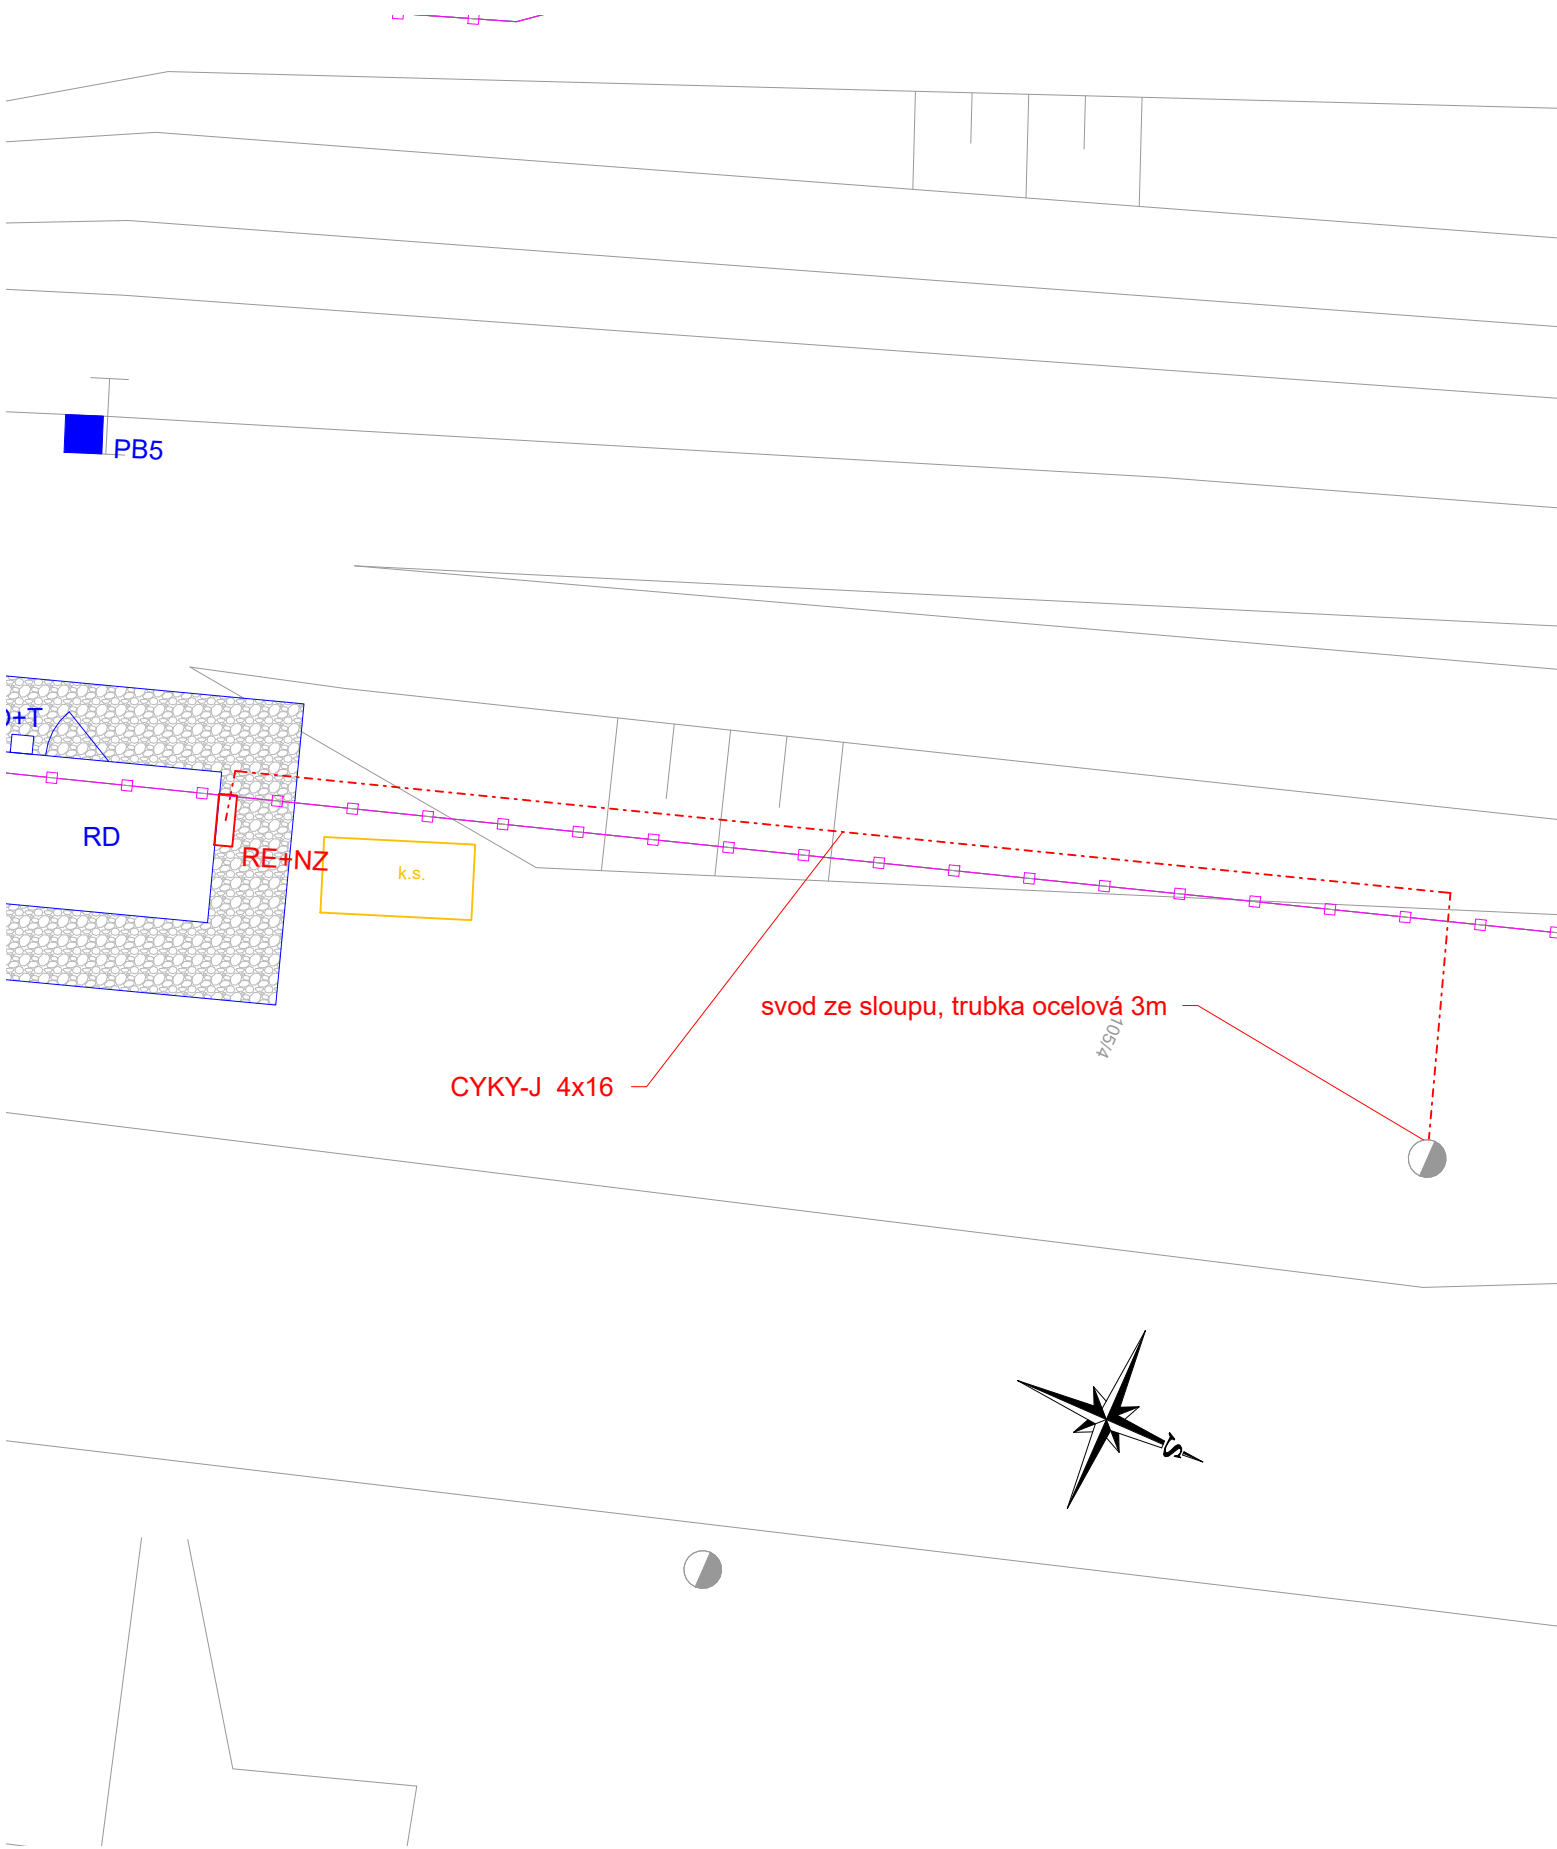 PB5
+T
RD
RE+NZ
k.s.
svod ze sloupu, trubka ocelová 3m
105/4
CYKY-J 4x16
S